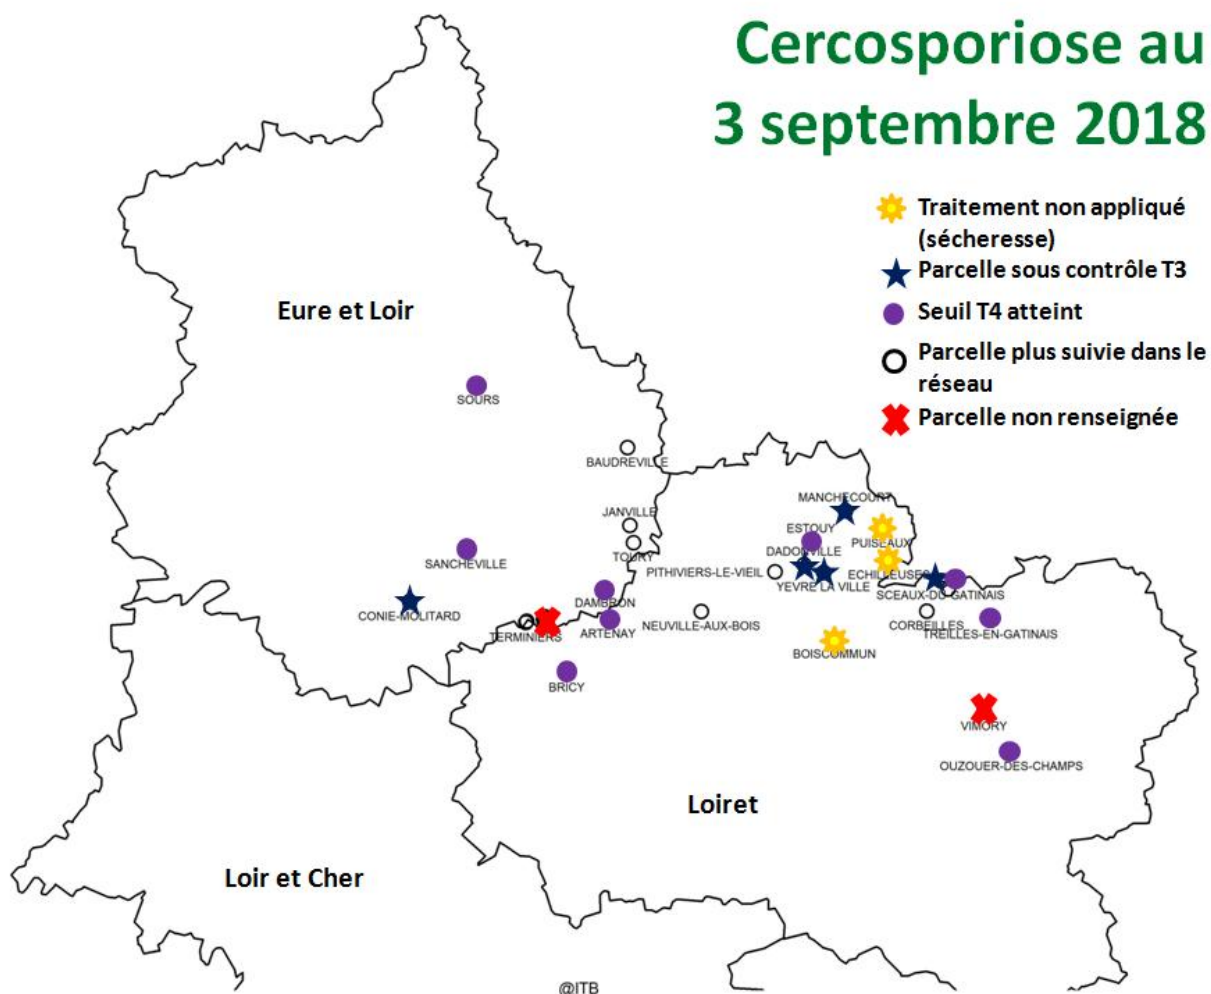 Cercosporiose au
3 septembre 2018
Traitement non appliqué
(sécheresse)
Parcelle sous contrôle T3
Seuil T4 atteint
Parcelle plus suivie dans le
réseau
Parcelle non renseignée
Eure et Loir
SOURS
BAUDREVILLE
MANCHECOURT
JANVILLE
ESTOUY
PUISEAUX
TOURY
DADONVILLE
SANCHEVILLE
PITHIVIERS-LE-VIEIL
ECHILLEUSES
YEVRE LA VILLE
SCEAUX-DU-GATINAIS
DAMBRON
CONIE-MOLITARD
NEUVILLE-AUX-BOIS
CORBEILLES
ARTENAY
TREILLES-EN-GATINAIS
TERMINIERS
BOISCOMMUN
BRICY
VIMORY
OUZOUER-DES-CHAMPS
Loiret
Loir et Cher
@ITB